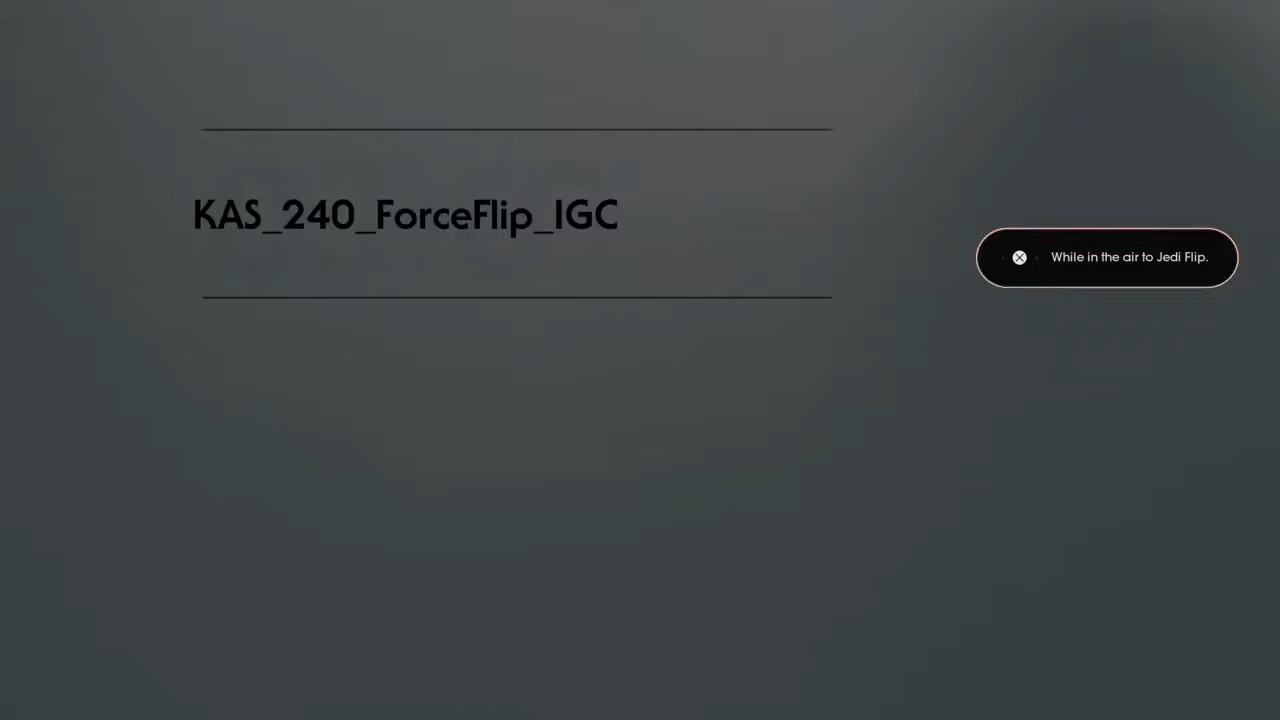 KAS_240_ForceFlip_IGC
While in the air to Jedi Flip.